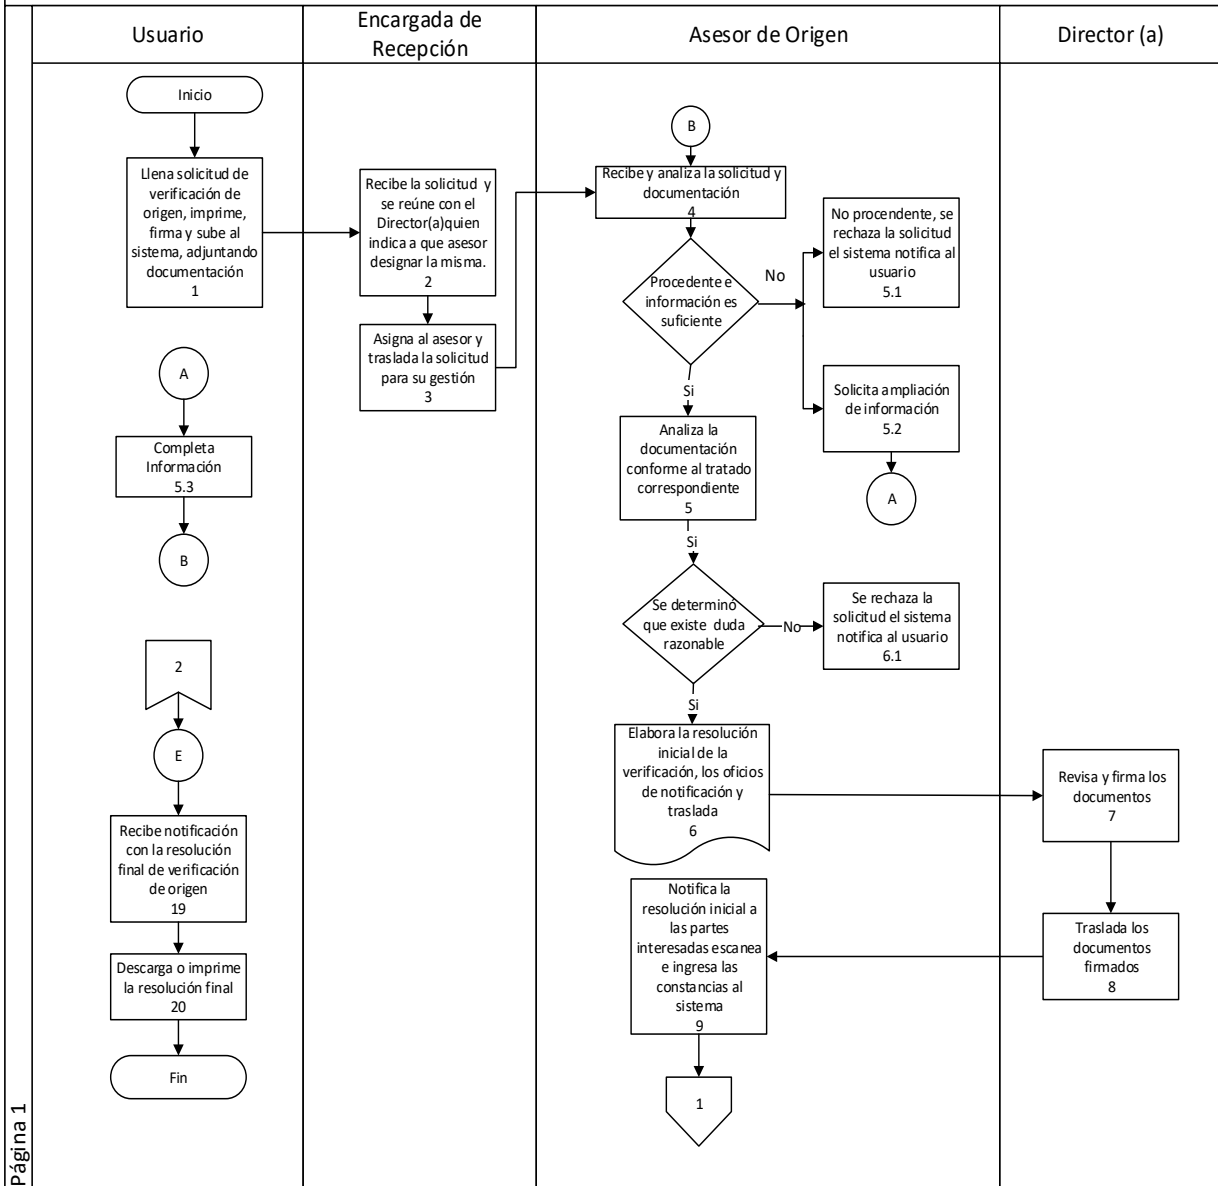 Usuario
Encargada de
Recepción
Asesor de Origen
Director (a)
Inicio
Llena solicitud de
verificación de
origen, imprime,
firma y sube al
sistema, adjuntando
documentación
1
A
Completa
Información
5.3
B
2
E
Recibe notificación
con la resolución
final de verificación
de origen
19
Descarga o imprime
la resolución final
20
Fin
Recibe la solicitud y
se reúne con el
Director(a)quien
indica a que asesor
designar la misma.
2
Asigna al asesor y
traslada la solicitud
para su gestión
3
B
Recibe y analiza la solicitud y
documentación
4
Procedente e
información es
suficiente
No
No procendente, se
rechaza la solicitud
el sistema notifica al
usuario
5.1
Solicita ampliación
de información
5.2
A
Si
Analiza la
documentación
conforme al tratado
correspondiente
5
Si
Se determinó
que existe duda
razonable
No
Se rechaza la
solicitud el sistema
notifica al usuario
6.1
Si
Elabora la resolución
inicial de la
verificación, los oficios
de notificación y
traslada
6
Revisa y firma los
documentos
7
Traslada los
documentos
firmados
8
Notifica la
resolución inicial a
las partes
interesadas escanea
e ingresa las
constancias al
sistema
9
1
Página 1